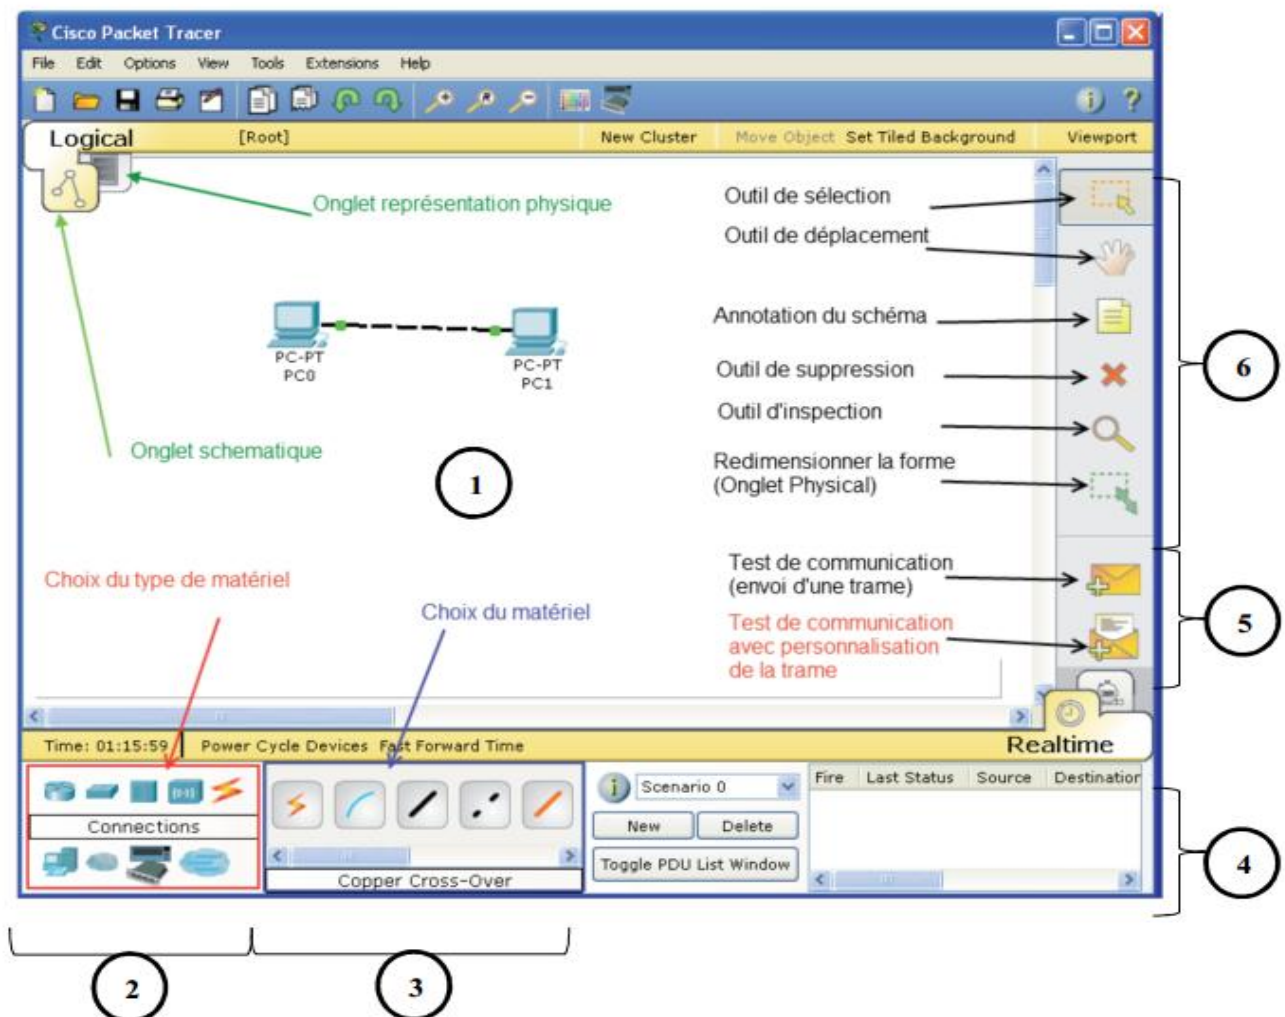 Cisco Packet Tracer
File Edit Options View Tools Extensions Help
Logical [Root] New Cluster Move Object Set Tiled Background Viewport
Onglet représentation physique
Outil de sélection
Outil de déplacement
Annotation du schéma
PC-PT
PC0
PC-PT
PC1
Outil de suppression
6
Outil d'inspection
Onglet schematique
Redimensionner la forme
(Onglet Physical)
1
Test de communication
(envoi d'une trame)
Choix du type de matériel
Choix du matériel
Test de communication
avec personnalisation
de la trame
5
Time: 01:15:59 Power Cycle Devices Fast Forward Time Realtime
Scenario 0
Fire Last Status Source Destination
Connections
New Delete
Toggle PDU List Window
4
Copper Cross-Over
2
3